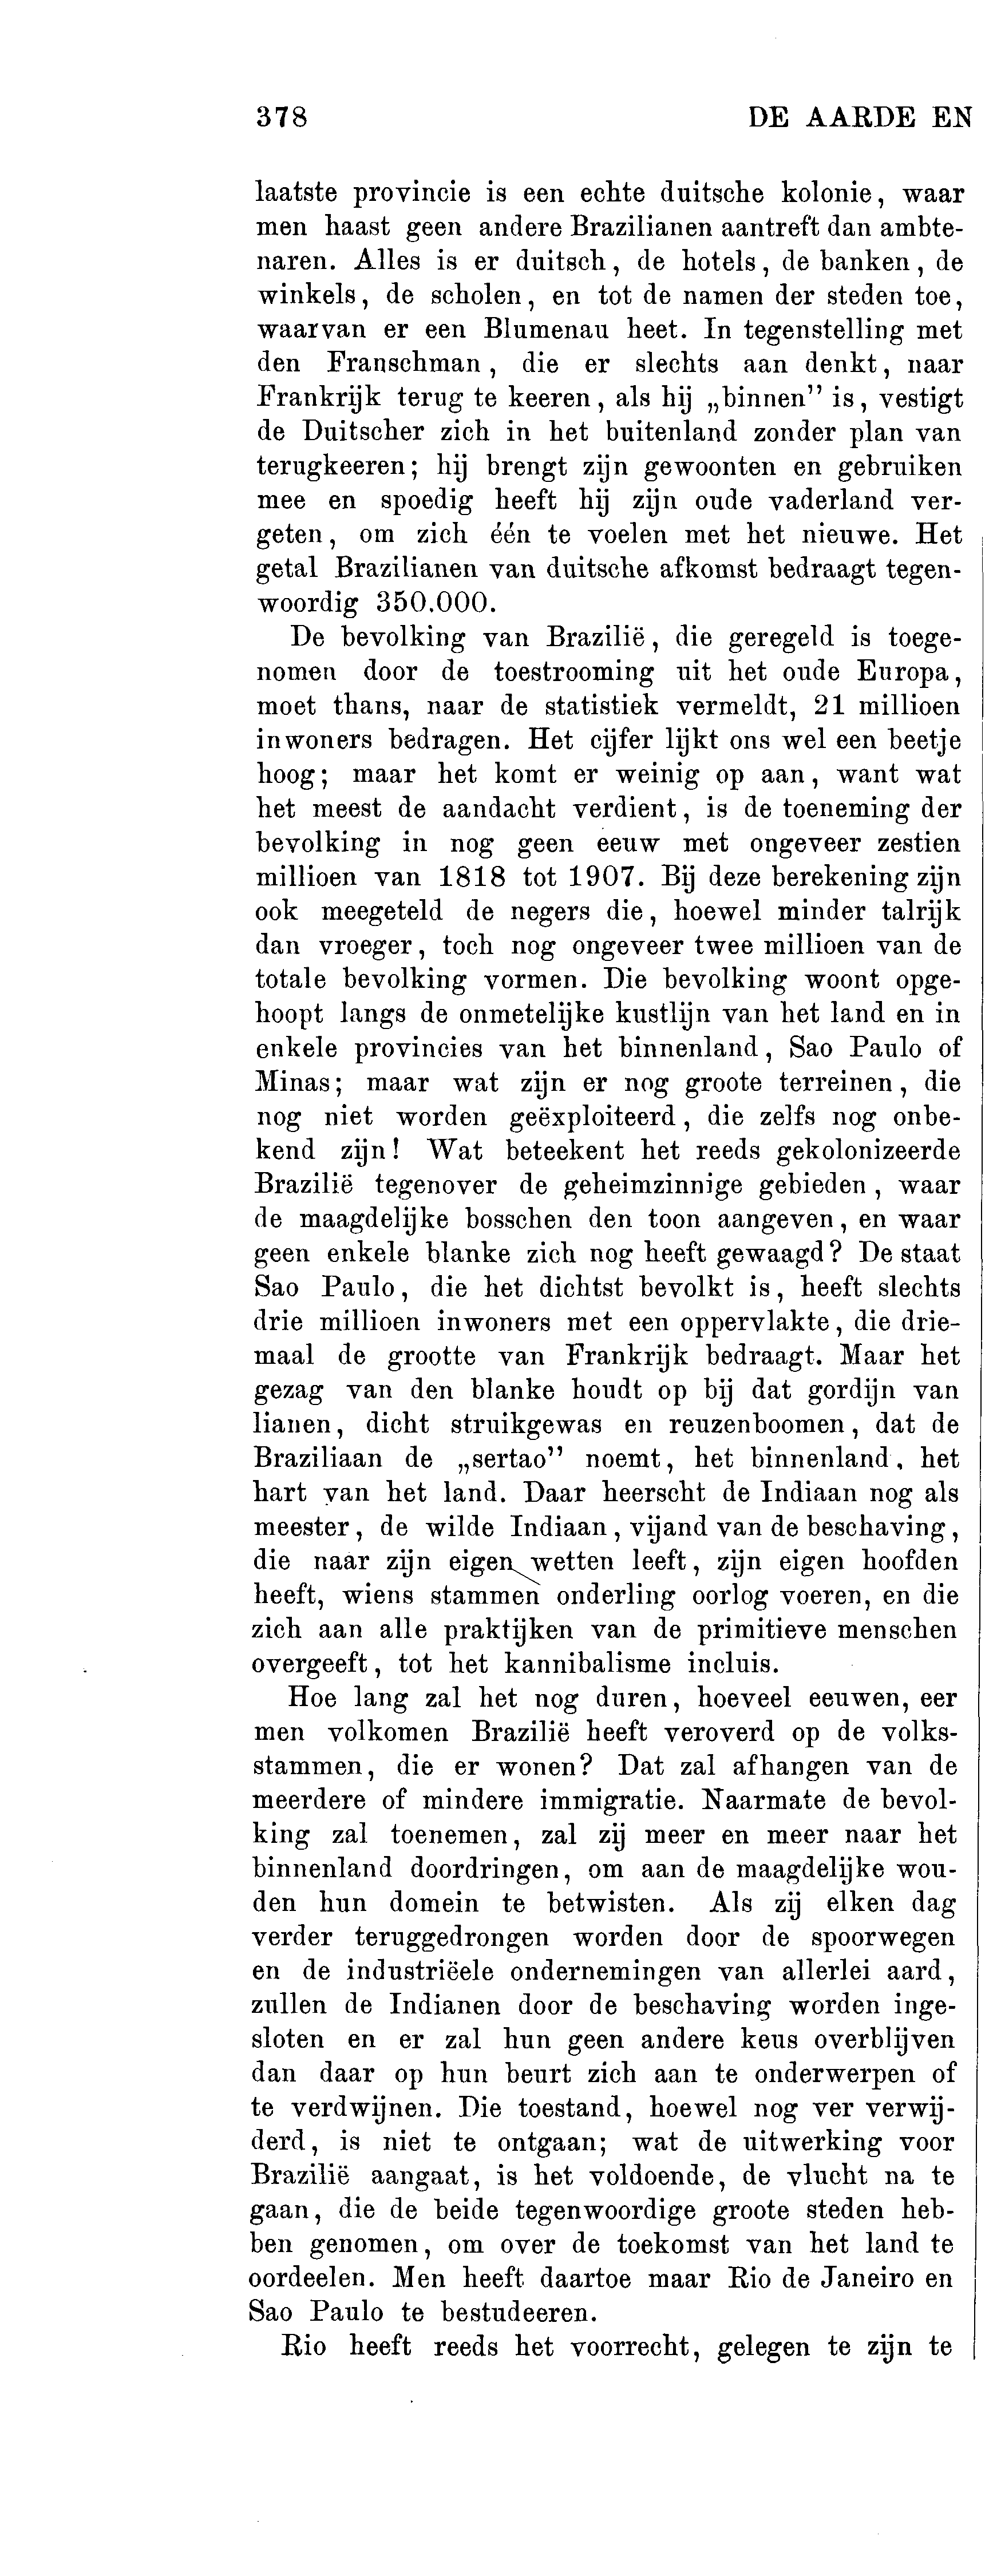 378 DE AARDE EN
laatste provincie is een echte duitsche kolonie, waar
men haast geen andere Brazilianen aantreft dan ambte-
naren. Alles is er duitsch, de hotels, de banken, de
winkels, de scholen, en tot de namen der steden toe,
waarvan er een Blumenau heet. In tegenstelling met
den Franschman, die er slechts aan denkt, naar
Frankrijk terug te keeren, als hij „binnen" is, vestigt
de Duitscher zich in het buitenland zonder plan van
terugkeeren; hij brengt zijn gewoonten en gebruiken
mee en spoedig heeft hij zijn oude vaderland ver-
geten, om zich één te voelen met het nieuwe. Het
getal Brazilianen van duitsche afkomst bedraagt tegen-
woordig 350.000.
De bevolking van Brazilië, die geregeld is toege-
nomen door de toestrooming uit het oude Europa,
moet thans, naar de statistiek vermeldt, 21 millioen
inwoners bedragen. Het cijfer lijkt ons wel een beetje
hoog; maar het komt er weinig op aan, want wat
het meest de aandacht verdient, is de toeneming der
bevolking in nog geen eeuw met ongeveer zestien
millioen van 1818 tot 1907. Bij deze berekening zijn
ook meegeteld de negers die, hoewel minder talrijk
dan vroeger, toch nog ongeveer twee millioen van de
totale bevolking vormen. Die bevolking woont opge-
hoopt langs de onmetelijke kustlijn van het land en in
enkele provincies van het binnenland, Sao Paulo of
Minas; maar wat zijn er nog groote terreinen, die
nog niet worden geëxploiteerd, die zelfs nog onbe-
kend zijn! Wat beteekent het reeds gekolonizeerde
Brazilië tegenover de geheimzinnige gebieden, waar
de maagdelijke bosschen den toon aangeven, en waar
geen enkele blanke zich nog heeft gewaagd? De staat
Sao Paulo, die het dichtst bevolkt is, heeft slechts
drie millioen inwoners met een oppervlakte, die drie-
maal de grootte van Frankrijk bedraagt. Maar het
gezag van den blanke houdt op bij dat gordijn van
lianen, dicht struikgewas en reuzenboomen, dat de
Braziliaan de „sertao" noemt, het binnenland, het
hart van het land. Daar heerscht de Indiaan nog als
meester, de wilde Indiaan, vijand van de beschaving,
die naar zijn eigen wetten leeft, zijn eigen hoofden
heeft, wiens stammen onderling oorlog voeren, en die
zich aan alle praktijken van de primitieve menschen
overgeeft, tot het kannibalisme incluis.
Hoe lang zal het nog duren, hoeveel eeuwen, eer
men volkomen Brazilië heeft veroverd op de volks-
stammen, die er wonen? Dat zal afhangen van de
meerdere of mindere immigratie. Naarmate de bevol-
king zal toenemen, zal zij meer en meer naar het
binnenland doordringen, om aan de maagdelijke wou-
den hun domein te betwisten. Als zij elken dag
verder teruggedrongen worden door de spoorwegen
en de industriëele ondernemingen van allerlei aard,
zullen de Indianen door de beschaving worden inge-
sloten en er zal hun geen andere keus overblijven
dan daar op hun beurt zich aan te onderwerpen of
te verdwijnen. Die toestand, hoewel nog ver verwij-
derd, is niet te ontgaan; wat de uitwerking voor
Brazilië aangaat, is het voldoende, de vlucht na te
gaan, die de beide tegenwoordige groote steden heb-
ben genomen, om over de toekomst van het land te
oordeelen. Men heeft daartoe maar Rio de Janeiro en
Sao Paulo te bestudeeren.
Rio heeft reeds het voorrecht, gelegen te zijn te